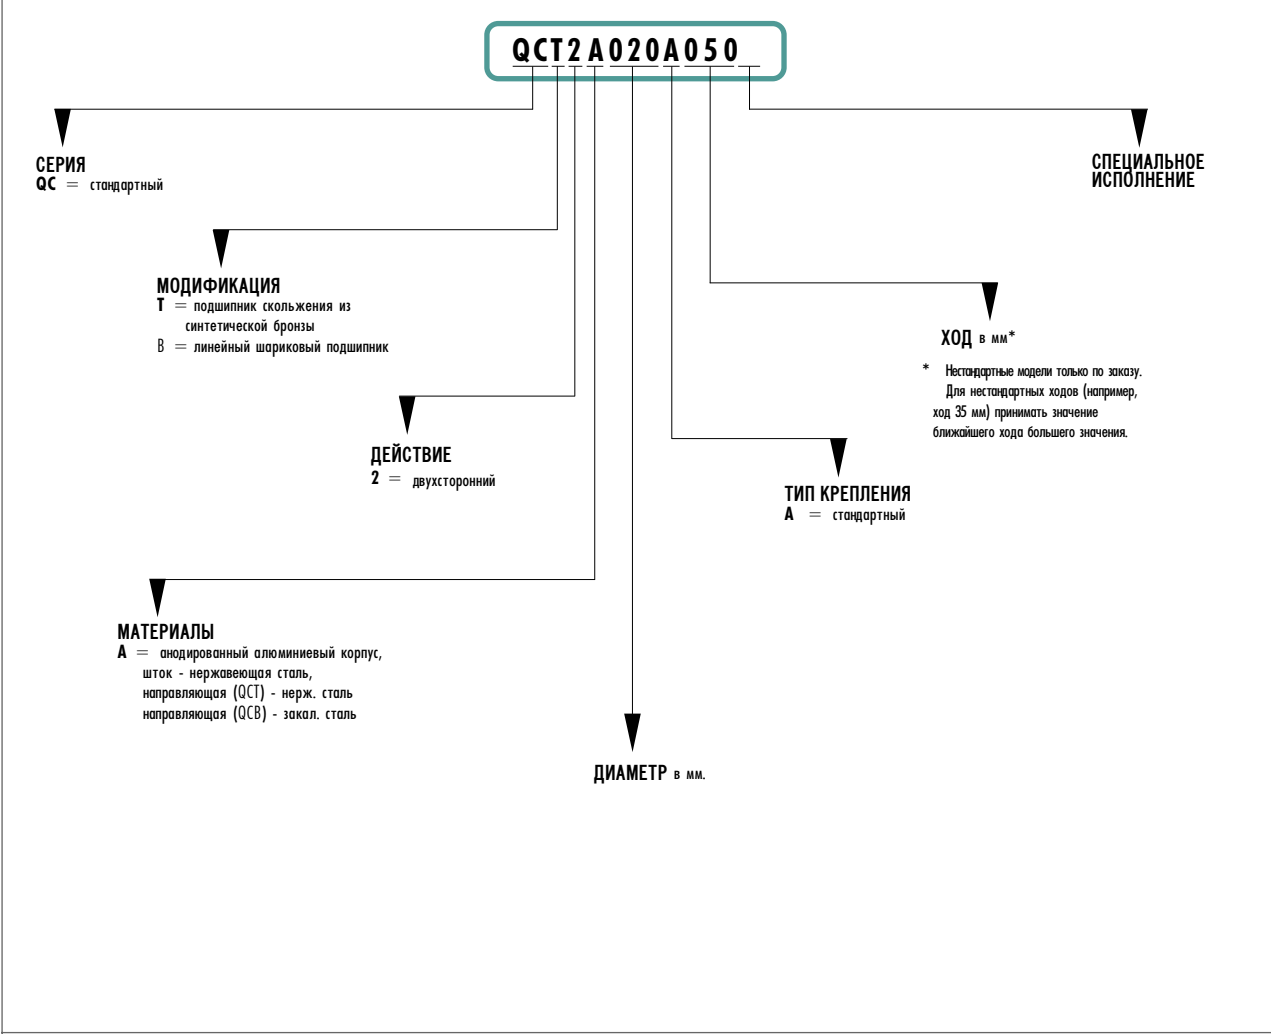 QCT2A020A050
СЕРИЯ
QC = стандартный
СПЕЦИАЛЬНОЕ
ИСПОЛНЕНИЕ
МОДИФИКАЦИЯ
T = подшипник скольжения из
синтетической бронзы
B = линейный шариковый подшипник
ХОД в мм*
* Нестандартные модели только по заказу.
Для нестандартных ходов (например,
ход 35 мм) принимать значение
ближайшего хода большего значения.
ДЕЙСТВИЕ
2 = двухсторонний
ТИП КРЕПЛЕНИЯ
A = стандартный
МАТЕРИАЛЫ
A = анодированный алюминиевый корпус,
шток - нержавеющая сталь,
направляющая (QCT) - нерж. сталь
направляющая (QCB) - закал. сталь
ДИАМЕТР в мм.